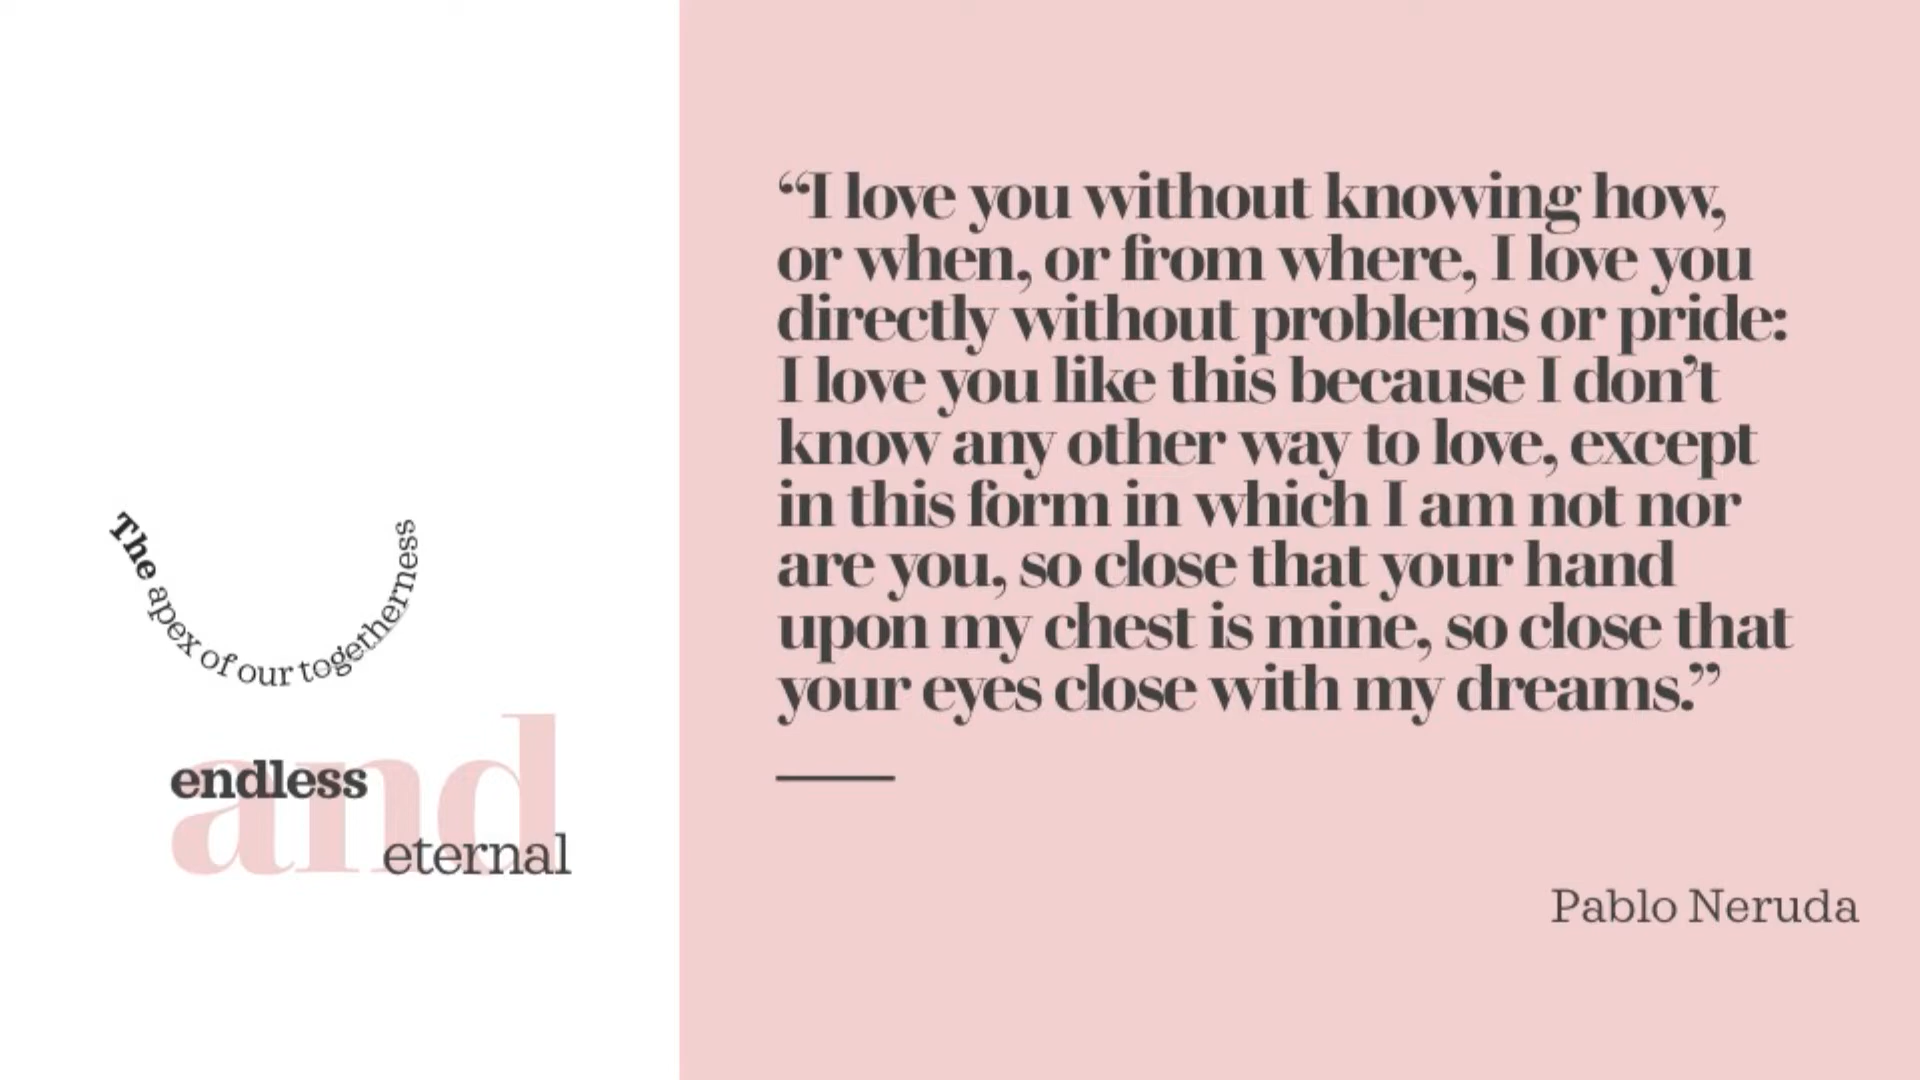 The apex of our togetherness
and
endless
eternal
“I love you without knowing how,
or when, or from where, I love you
directly without problems or pride:
I love you like this because I don’t
know any other way to love, except
in this form in which I am not nor
are you, so close that your hand
upon my chest is mine, so close that
your eyes close with my dreams.”
Pablo Neruda